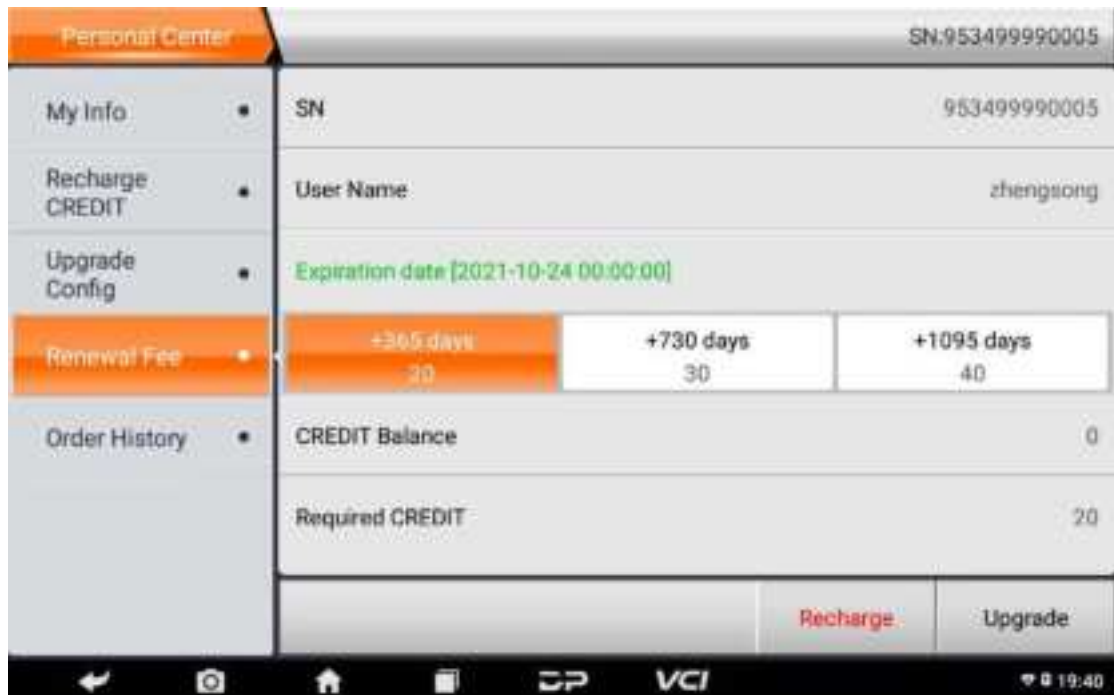 Personal Center
SN:953499990005
My Info
SN
953499990005
Recharge
CREDIT
User Name
zhengsong
Upgrade
Config
Expiration date [2021-10-24 00:00:00]
Renewal Fee
+365 days
20
+730 days
30
+1095 days
40
Order History
CREDIT Balance
0
Required CREDIT
20
Recharge
Upgrade
DP
VCI
19:40